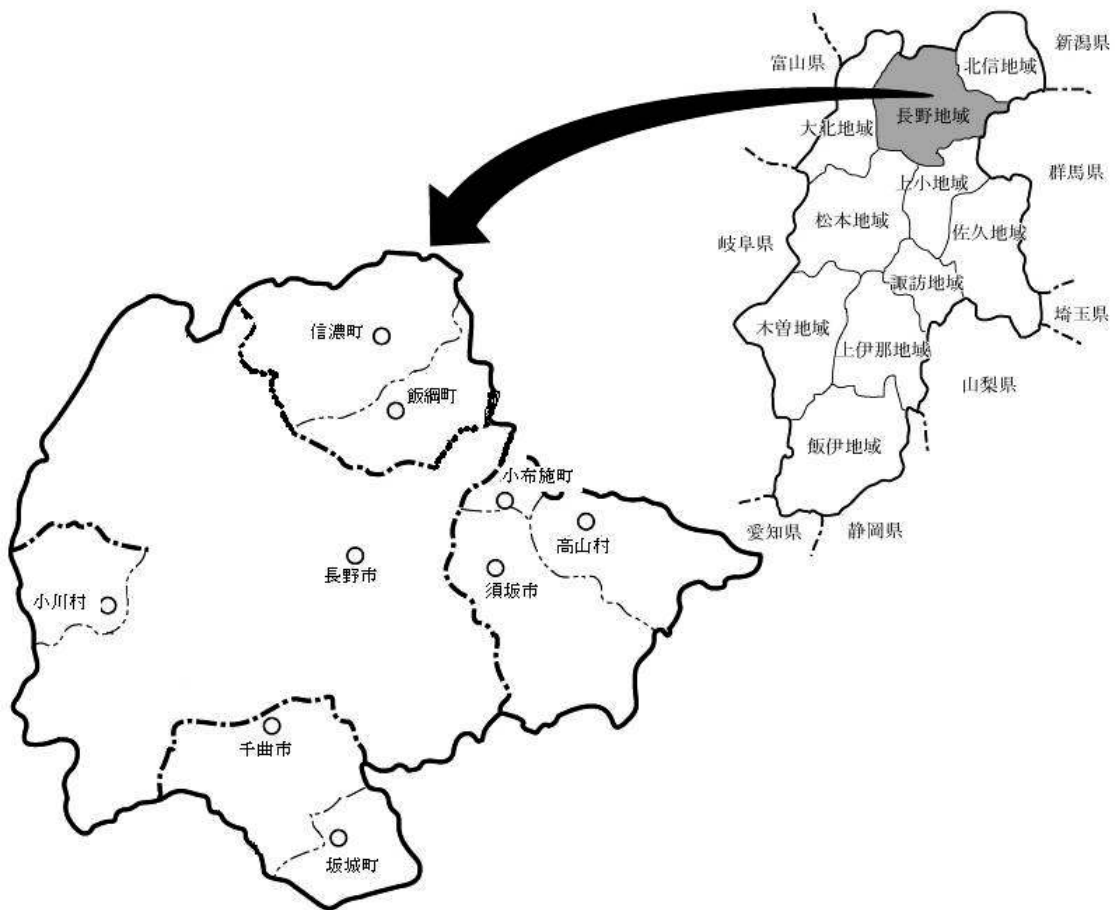 新潟県
富山県
北信地域
長野地域
大北地域
群馬県
上小地域
松本地域
佐久地域
岐阜県
諏訪地域
埼玉県
木曽地域
上伊那地域
山梨県
飯伊地域
愛知県
静岡県
信濃町
飯綱町
小布施町
高山村
長野市
須坂市
小川村
千曲市
坂城町